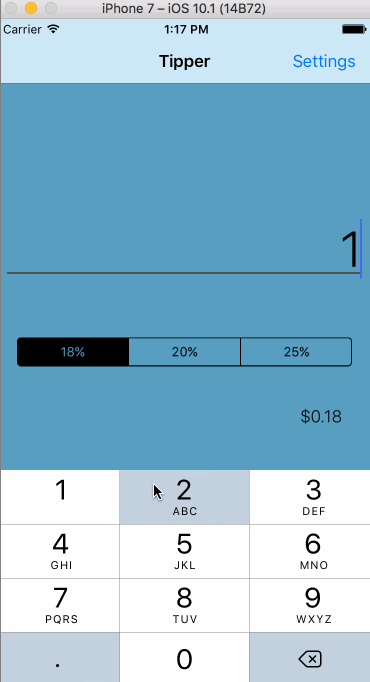 iPhone 7 – iOS 10.1 (14B72)
Carrier 1:17 PM
Tipper Settings
1
18% 20% 25%
$0.18
1 2 3
ABC DEF
4 5 6
GHI JKL MNO
7 8 9
PQRS TUV WXYZ
. 0